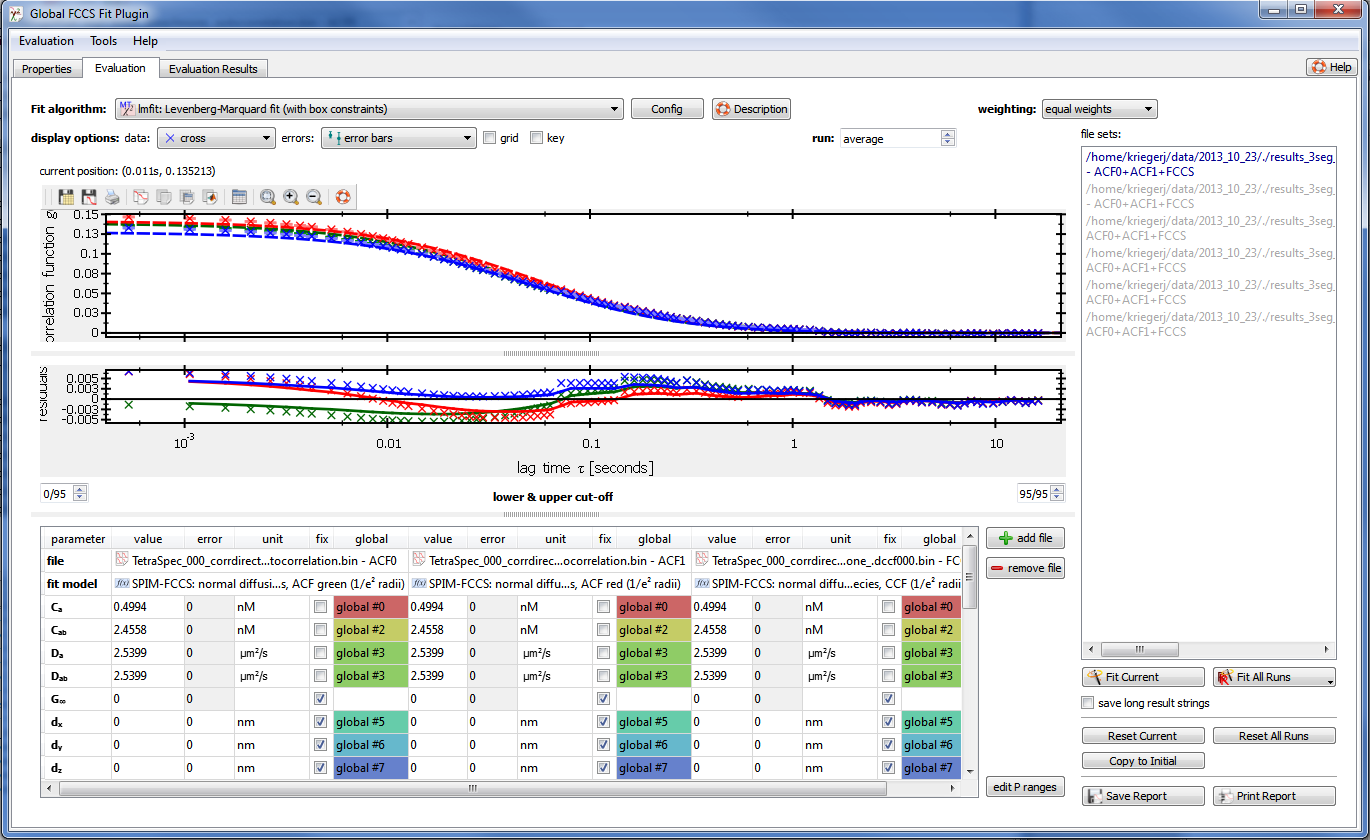 Global FCCS Fit Plugin
Evaluation Tools Help
Properties Evaluation Evaluation Results Help
Fit algorithm: lmfit: Levenberg-Marquard fit (with box constraints) Config Description weighting: equal weights
display options: data: cross errors: error bars grid key run: average
file sets:
/home/kriegerj/data/2013_10_23/./results_3seg_
- ACF0+ACF1+FCCS
/home/kriegerj/data/2013_10_23/./results_3seg_
- ACF0+ACF1+FCCS
/home/kriegerj/data/2013_10_23/./results_3seg_
ACF0+ACF1+FCCS
/home/kriegerj/data/2013_10_23/./results_3seg_
ACF0+ACF1+FCCS
/home/kriegerj/data/2013_10_23/./results_3seg_
ACF0+ACF1+FCCS
/home/kriegerj/data/2013_10_23/./results_3seg_
ACF0+ACF1+FCCS
current position: (0.011s, 0.135213)
orrelation function g
0.15
0.13
0.1
0.08
0.05
0.03
0
residuals
0.005
0.003
0
-0.003
-0.005
10⁻³ 0.01 0.1 1 10
lag time τ [seconds]
0/95 lower & upper cut-off 95/95
parameter value error unit fix global value error unit fix global value error unit fix global
file TetraSpec_000_corrdirect...tocorrelation.bin - ACF0 TetraSpec_000_corrdirect...ocorrelation.bin - ACF1 TetraSpec_000_corrdirec...one_.dccf000.bin - FC
fit model f(x) SPIM-FCCS: normal diffusi...s, ACF green (1/e² radii) f(x) SPIM-FCCS: normal diffu...s, ACF red (1/e² radii) f(x) SPIM-FCCS: normal diffu...ecies, CCF (1/e² radii
Cₐ 0.4994 0 nM global #0 0.4994 0 nM global #0 0.4994 0 nM global #0
Cab 2.4558 0 nM global #2 2.4558 0 nM global #2 2.4558 0 nM global #2
Dₐ 2.5399 0 µm²/s global #3 2.5399 0 µm²/s global #3 2.5399 0 µm²/s global #3
Dab 2.5399 0 µm²/s global #3 2.5399 0 µm²/s global #3 2.5399 0 µm²/s global #3
G∞ 0 0 0 0 0 0
dx 0 0 nm global #5 0 0 nm global #5 0 0 nm global #5
dY 0 0 nm global #6 0 0 nm global #6 0 0 nm global #6
dz 0 0 nm global #7 0 0 nm global #7 0 0 nm global #7
add file
remove file
edit P ranges
Fit Current Fit All Runs
save long result strings
Reset Current Reset All Runs
Copy to Initial
Save Report Print Report